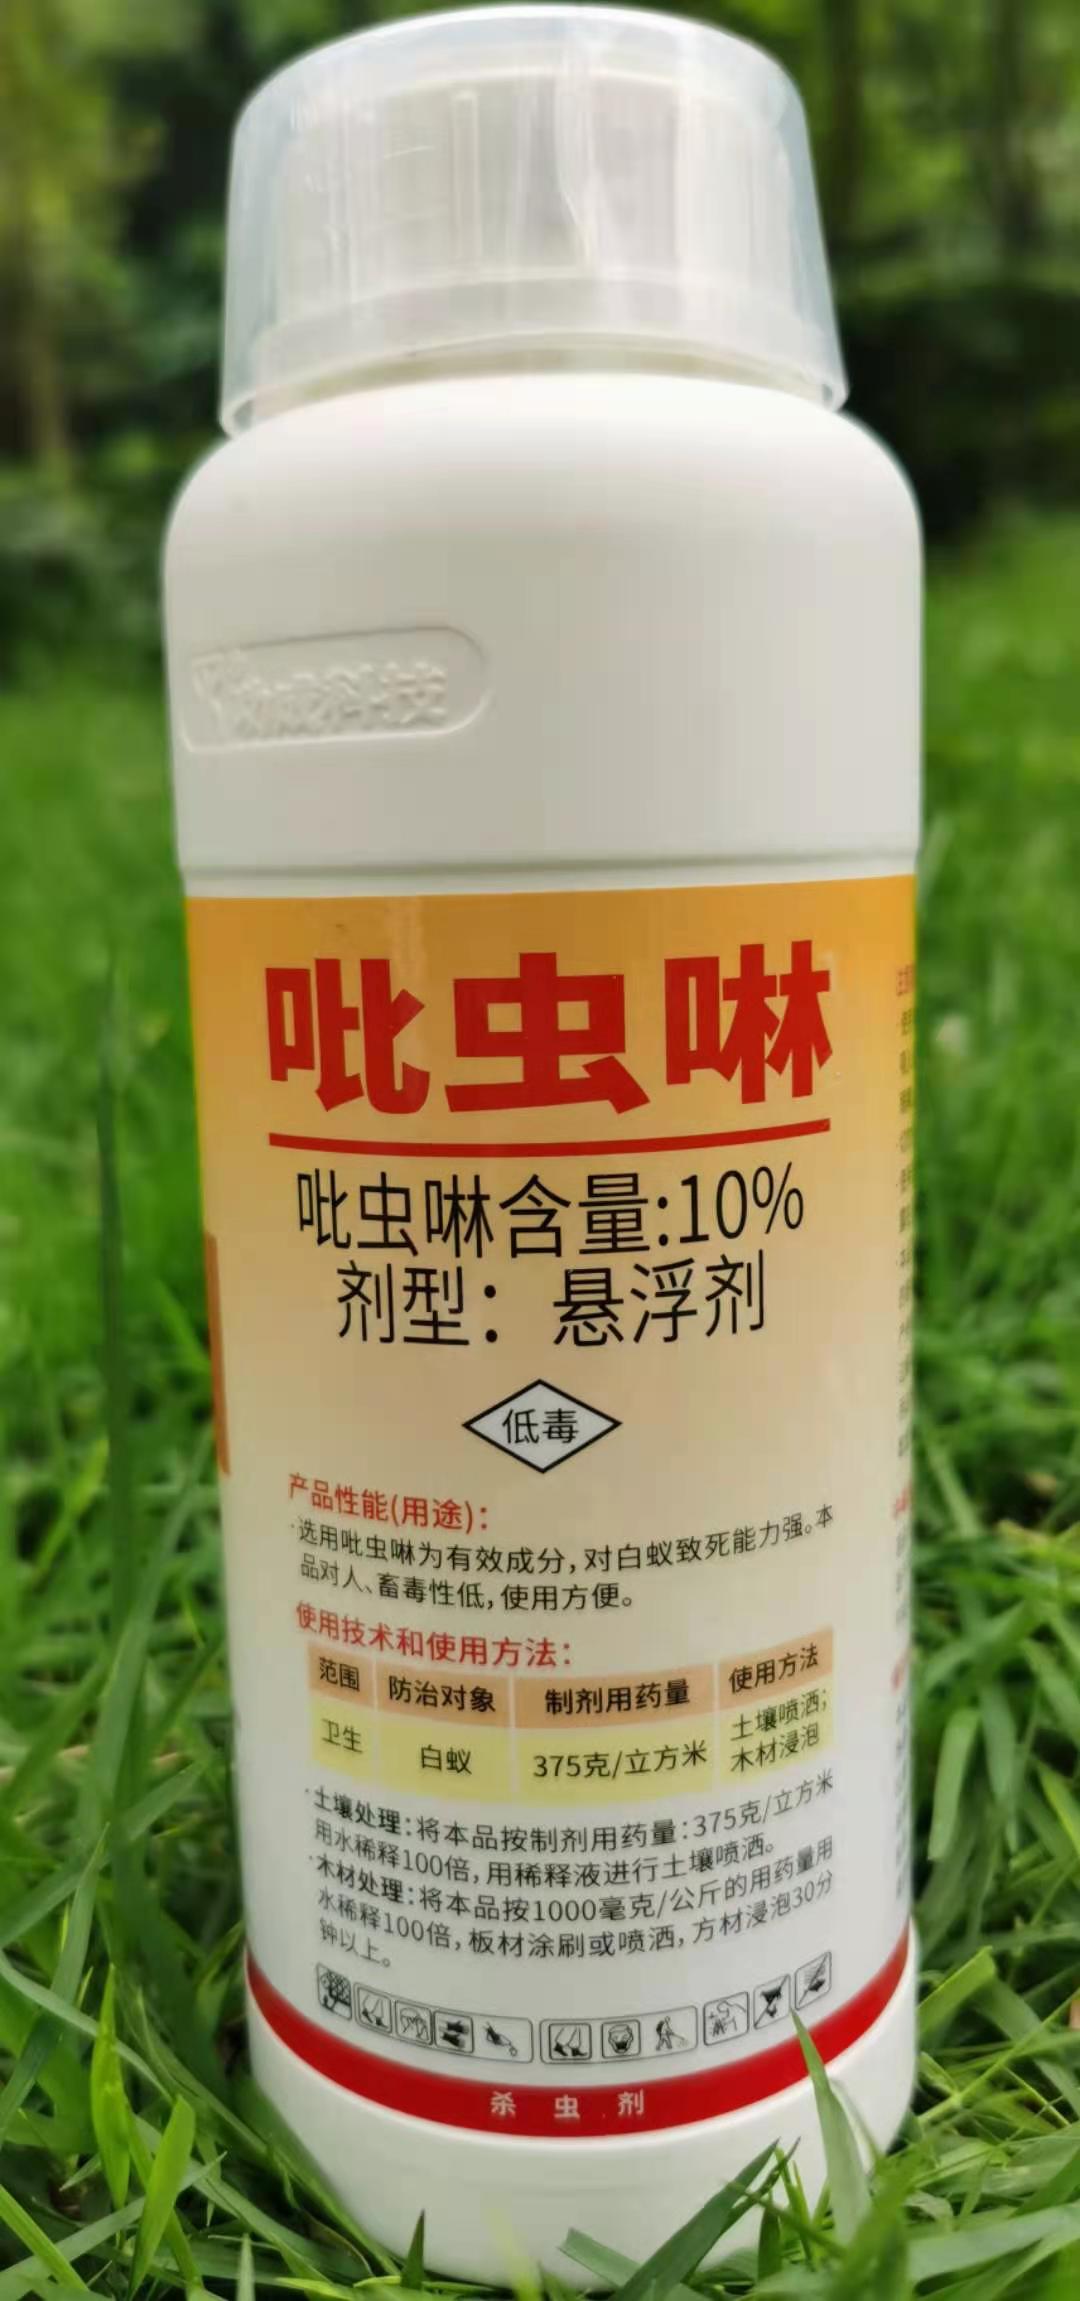 吡虫啉
吡虫啉含量:10%
剂型：悬浮剂
低毒
产品性能(用途)：
·选用吡虫啉为有效成分，对白蚁致死能力强。本
品对人、畜毒性低，使用方便。
使用技术和使用方法：
范围 防治对象 制剂用药量 使用方法
卫生 白蚁 375克/立方米 土壤喷洒；
木材浸泡
·土壤处理：将本品按制剂用药量：375克/立方米
用水稀释100倍，用稀释液进行土壤喷洒。
·木材处理：将本品按1000毫克/公斤的用药量用
水稀释100倍，板材涂刷或喷洒，方材浸泡30分
钟以上。
杀虫剂